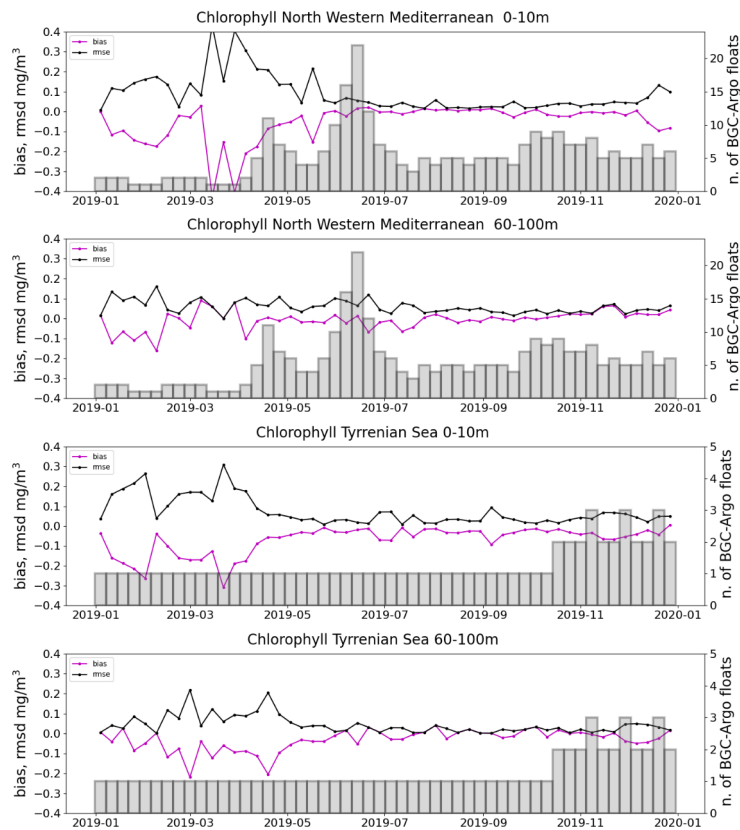 Chlorophyll North Western Mediterranean 0-10m
bias
rmse
0.4
0.3
0.2
0.1
0.0
−0.1
−0.2
−0.3
−0.4
bias, rmsd mg/m³
20
15
10
5
0
n. of BGC-Argo floats
2019-01 2019-03 2019-05 2019-07 2019-09 2019-11 2020-01
Chlorophyll North Western Mediterranean 60-100m
bias
rmse
0.4
0.3
0.2
0.1
0.0
−0.1
−0.2
−0.3
−0.4
bias, rmsd mg/m³
20
15
10
5
0
n. of BGC-Argo floats
2019-01 2019-03 2019-05 2019-07 2019-09 2019-11 2020-01
Chlorophyll Tyrrenian Sea 0-10m
bias
rmse
0.4
0.3
0.2
0.1
0.0
−0.1
−0.2
−0.3
−0.4
bias, rmsd mg/m³
5
4
3
2
1
0
n. of BGC-Argo floats
2019-01 2019-03 2019-05 2019-07 2019-09 2019-11 2020-01
Chlorophyll Tyrrenian Sea 60-100m
bias
rmse
0.4
0.3
0.2
0.1
0.0
−0.1
−0.2
−0.3
−0.4
bias, rmsd mg/m³
5
4
3
2
1
0
n. of BGC-Argo floats
2019-01 2019-03 2019-05 2019-07 2019-09 2019-11 2020-01